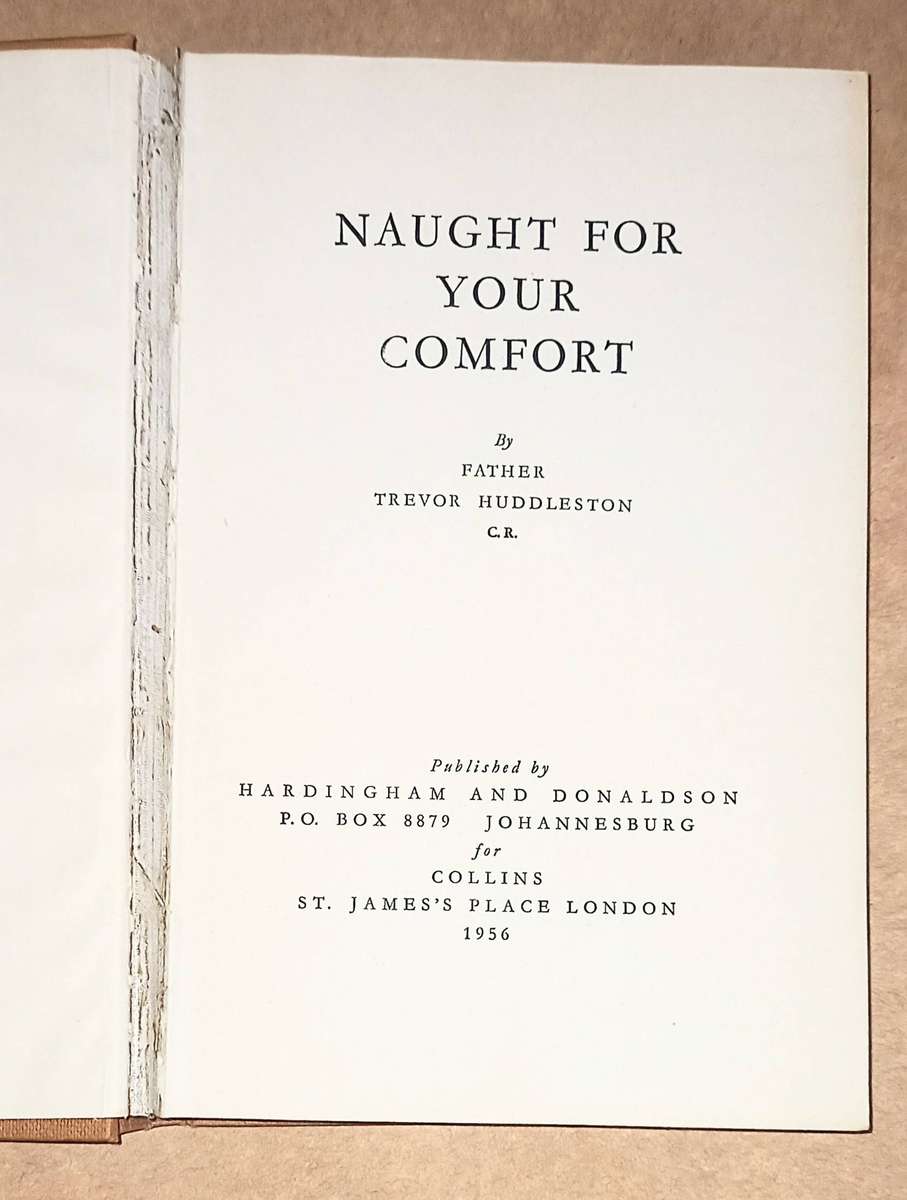 NAUGHT FOR
YOUR
COMFORT
By
FATHER
TREVOR HUDDLESTON
C.R.
Published by
HARDINGHAM AND DONALDSON
P.O. BOX 8879 JOHANNESBURG
for
COLLINS
ST. JAMES'S PLACE LONDON
1956